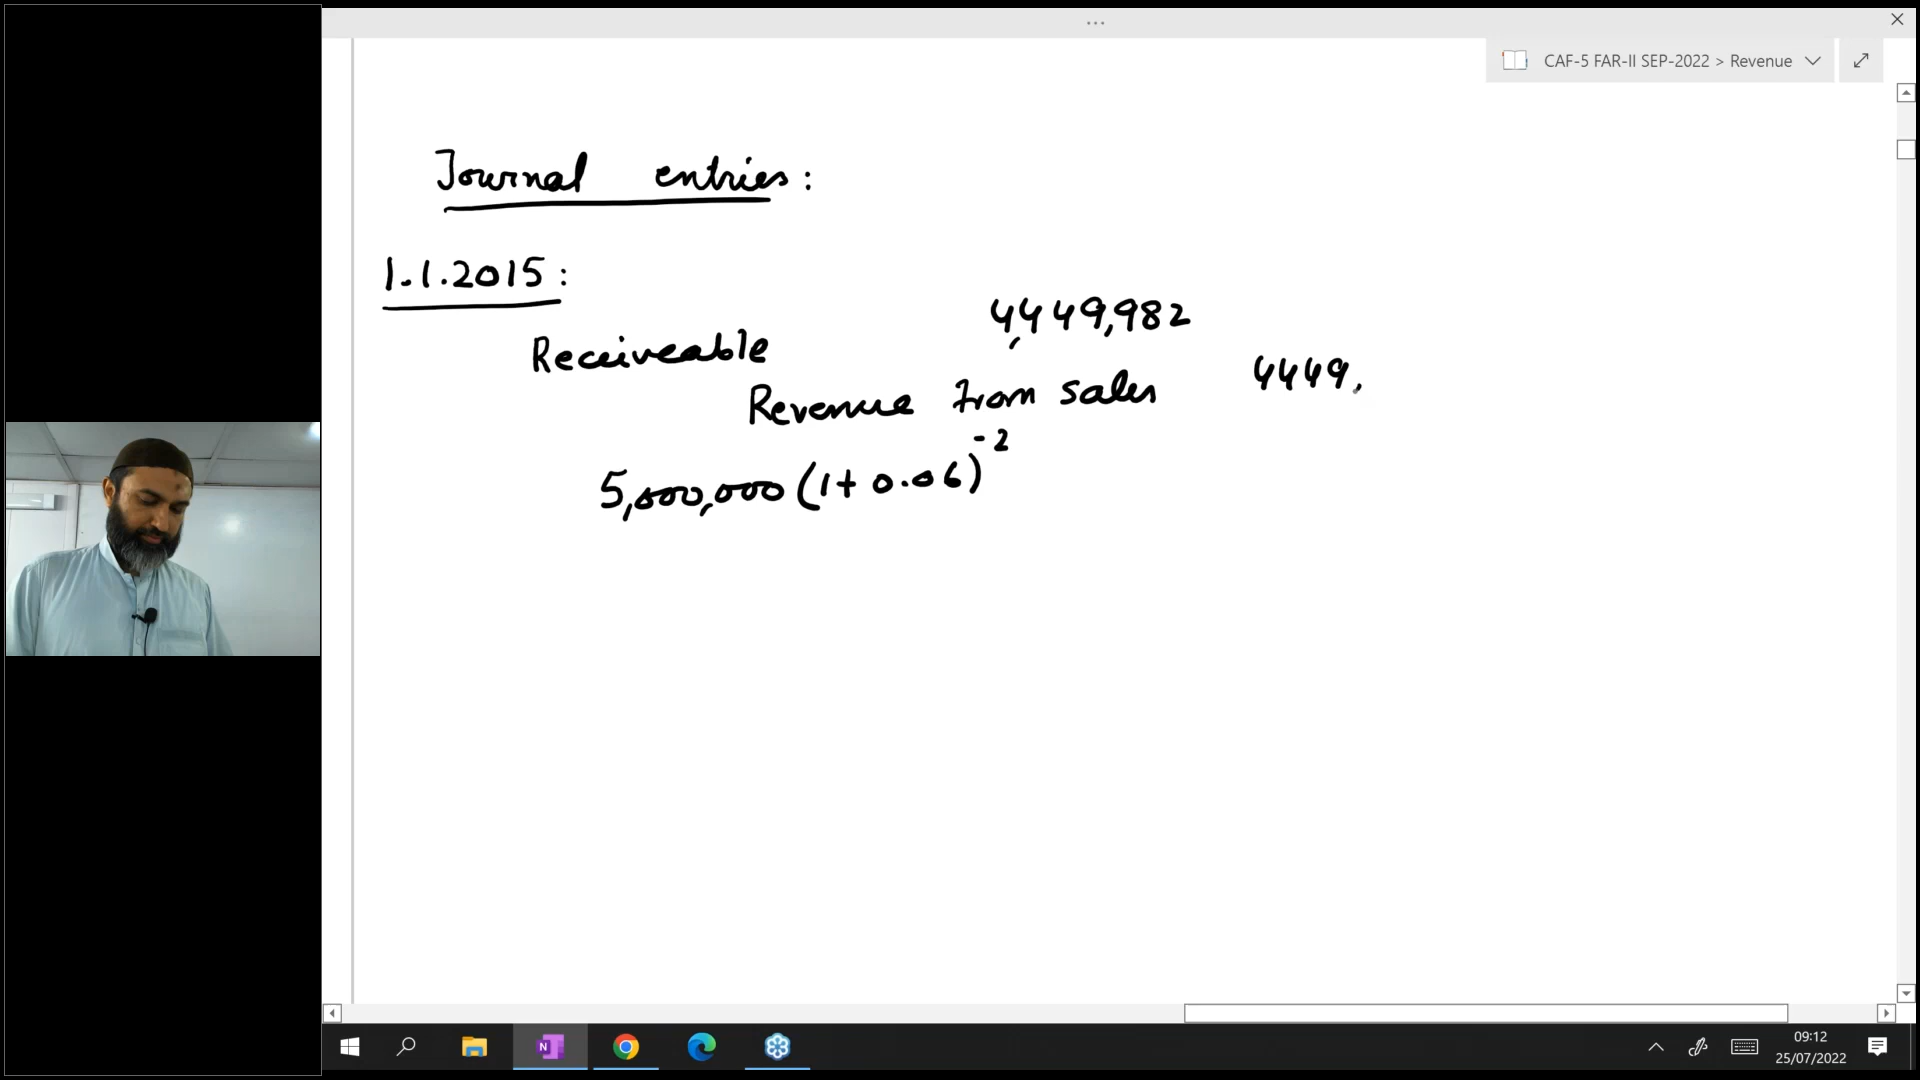 ...
CAF-5 FAR-II SEP-2022 > Revenue
Journal entries:
1.1.2015:
4,449,982
Receiveable
4449,
Revenue from sales
5,000,000 (1+0.06)^-2
09:12
25/07/2022